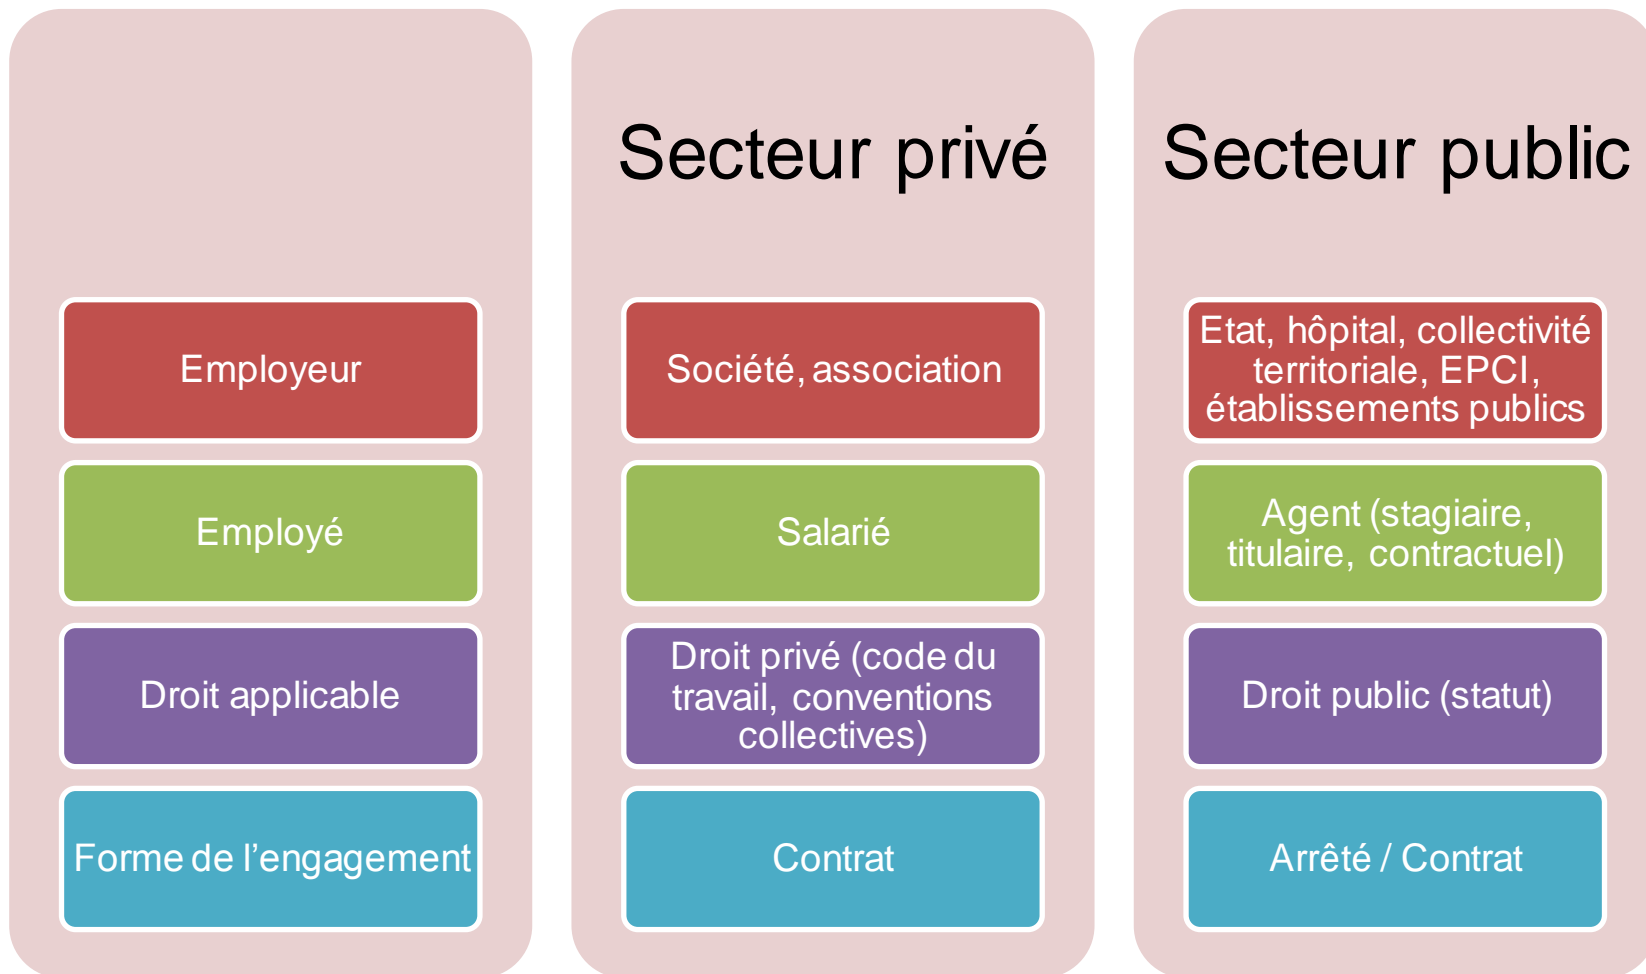 Secteur privé
Secteur public
Employeur
Société, association
Etat, hôpital, collectivité
territoriale, EPCI,
établissements publics
Employé
Salarié
Agent (stagiaire,
titulaire, contractuel)
Droit applicable
Droit privé (code du
travail, conventions
collectives)
Droit public (statut)
Forme de l’engagement
Contrat
Arrêté / Contrat